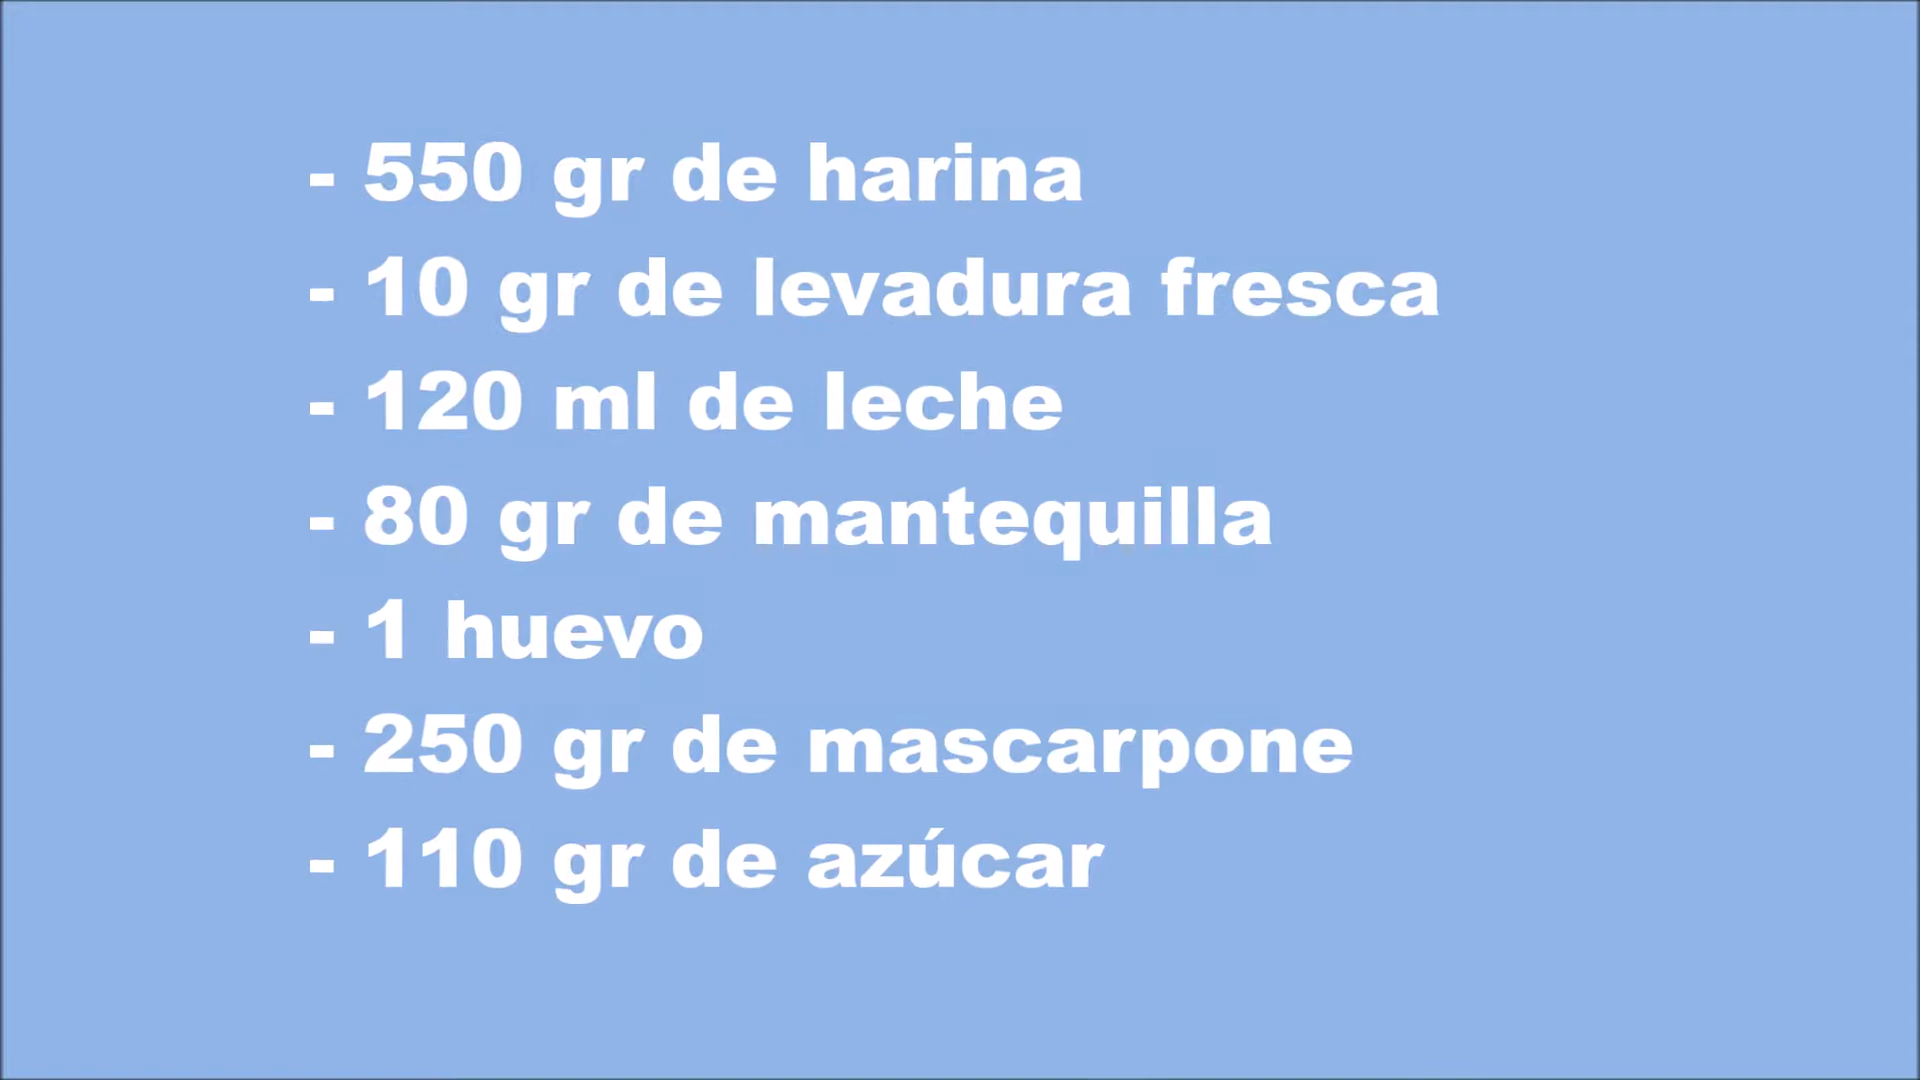 - 550 gr de harina
- 10 gr de levadura fresca
- 120 ml de leche
- 80 gr de mantequilla
- 1 huevo
- 250 gr de mascarpone
- 110 gr de azúcar